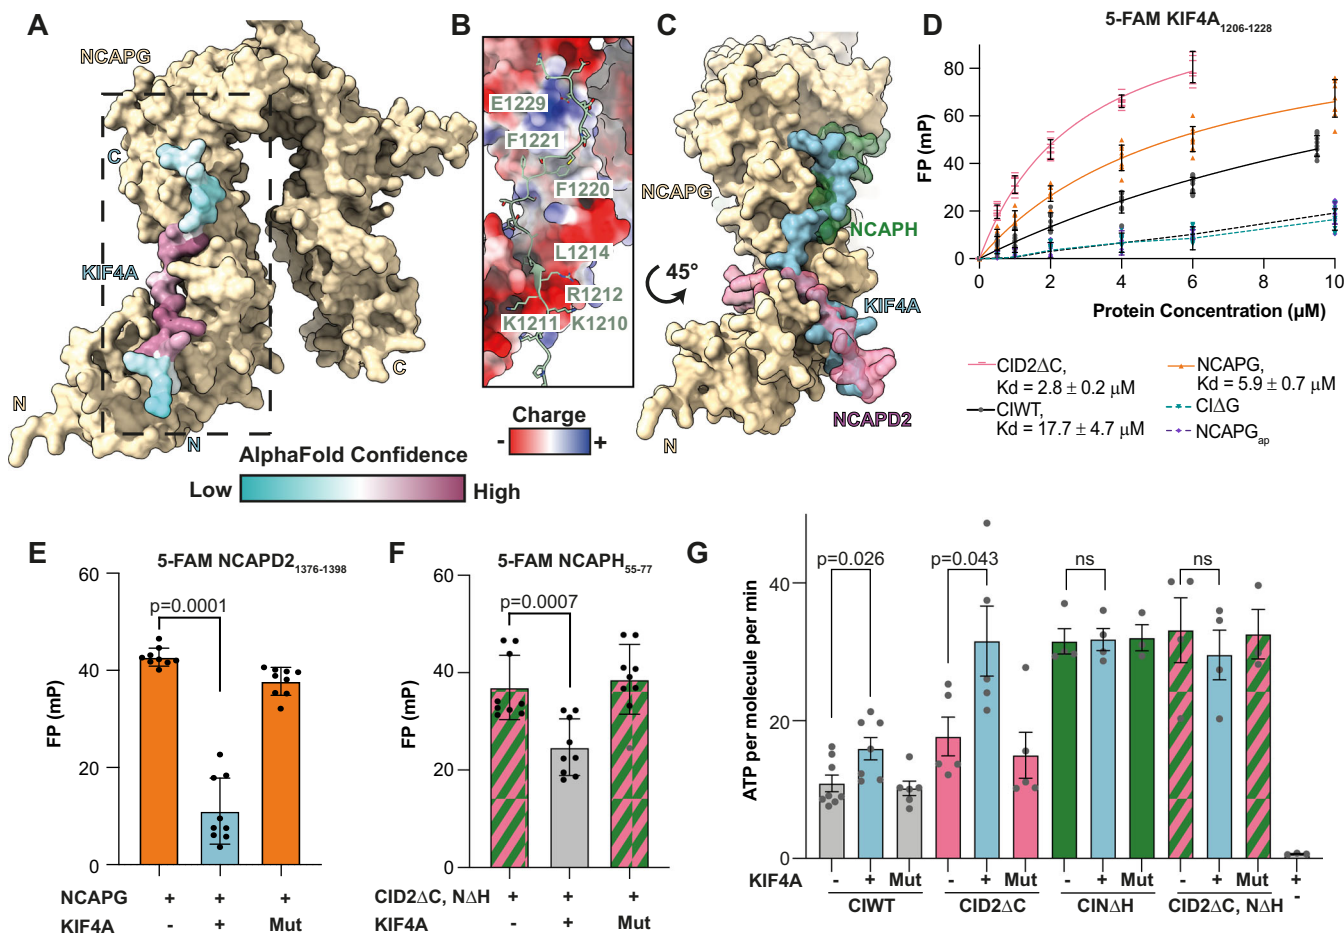 A
NCAPG
C
KIF4A
N
N
C
AlphaFold Confidence
Low
High
B
E1229
F1221
F1220
L1214
R1212
K1211
K1210
Charge
-
+
C
NCAPG
NCAPH
45°
KIF4A
NCAPD2
N
D
5-FAM KIF4A1206-1228
FP (mP)
80
60
40
20
0
0
2
4
6
8
10
Protein Concentration (µM)
CID2ΔC,
Kd = 2.8 ± 0.2 µM
CIWT,
Kd = 17.7 ± 4.7 µM
NCAPG,
Kd = 5.9 ± 0.7 µM
CIΔG
NCAPGap
E
5-FAM NCAPD21376-1398
p=0.0001
FP (mP)
60
40
20
0
NCAPG + + +
KIF4A - + Mut
F
5-FAM NCAPH55-77
p=0.0007
FP (mP)
60
40
20
0
CID2ΔC, NΔH + + +
KIF4A - + Mut
G
p=0.026
p=0.043
ns
ns
ATP per molecule per min
40
20
0
KIF4A - + Mut - + Mut - + Mut - + Mut +
CIWT CID2ΔC CINΔH CID2ΔC, NΔH -